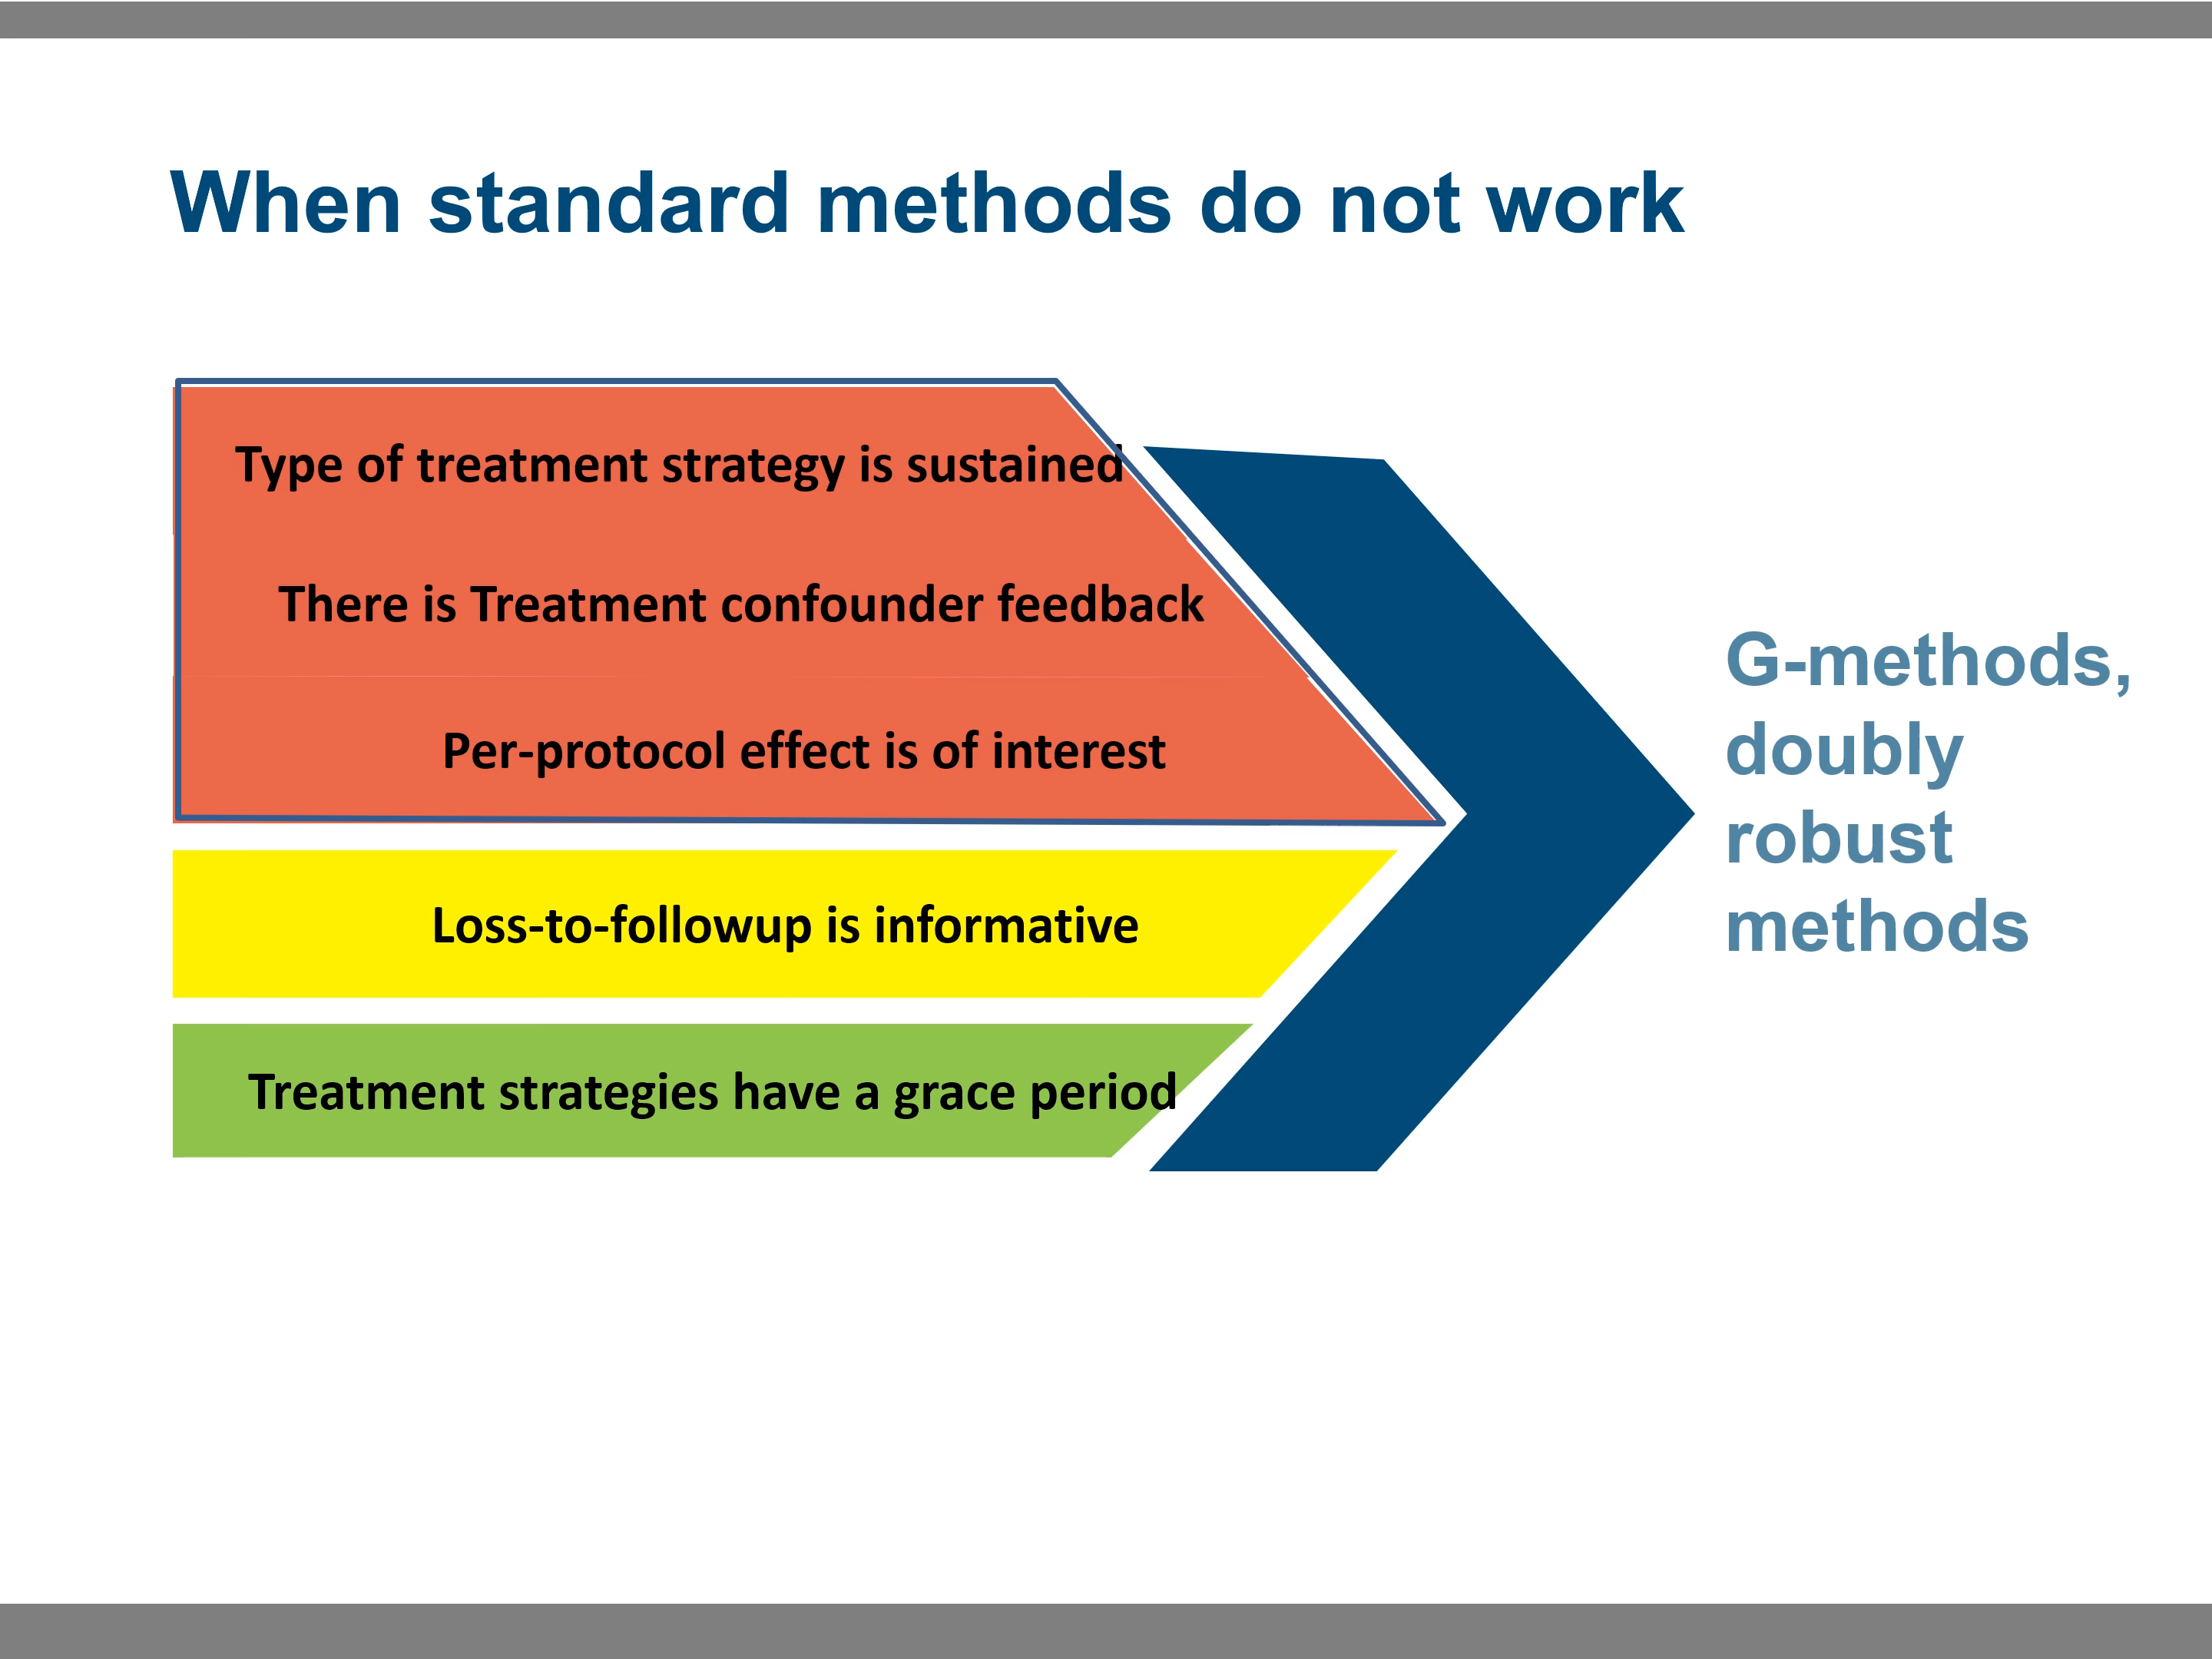 When standard methods do not work
Type of treatment strategy is sustained
There is Treatment confounder feedback
Per-protocol effect is of interest
Loss-to-followup is informative
Treatment strategies have a grace period
G-methods,
doubly
robust
methods